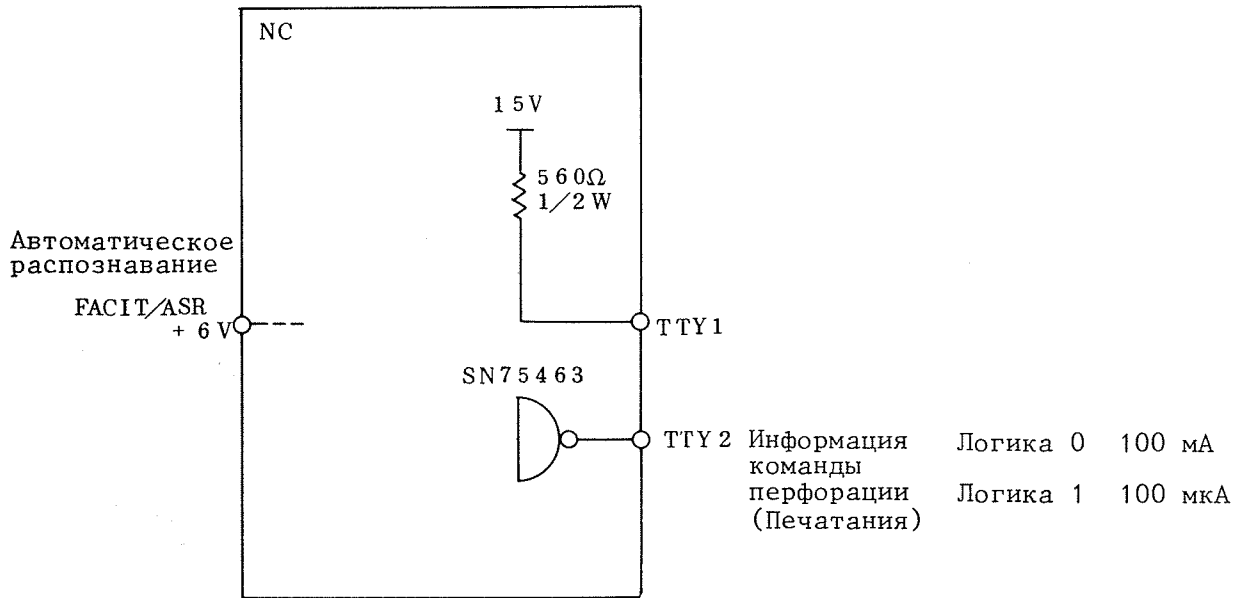 NC
15V
560Ω
1/2W
Автоматическое
распознавание
FACIT/ASR
+ 6V
TTY1
SN75463
TTY2 Информация Логика 0 100 мА
команды
перфорации Логика 1 100 мкА
(Печатания)